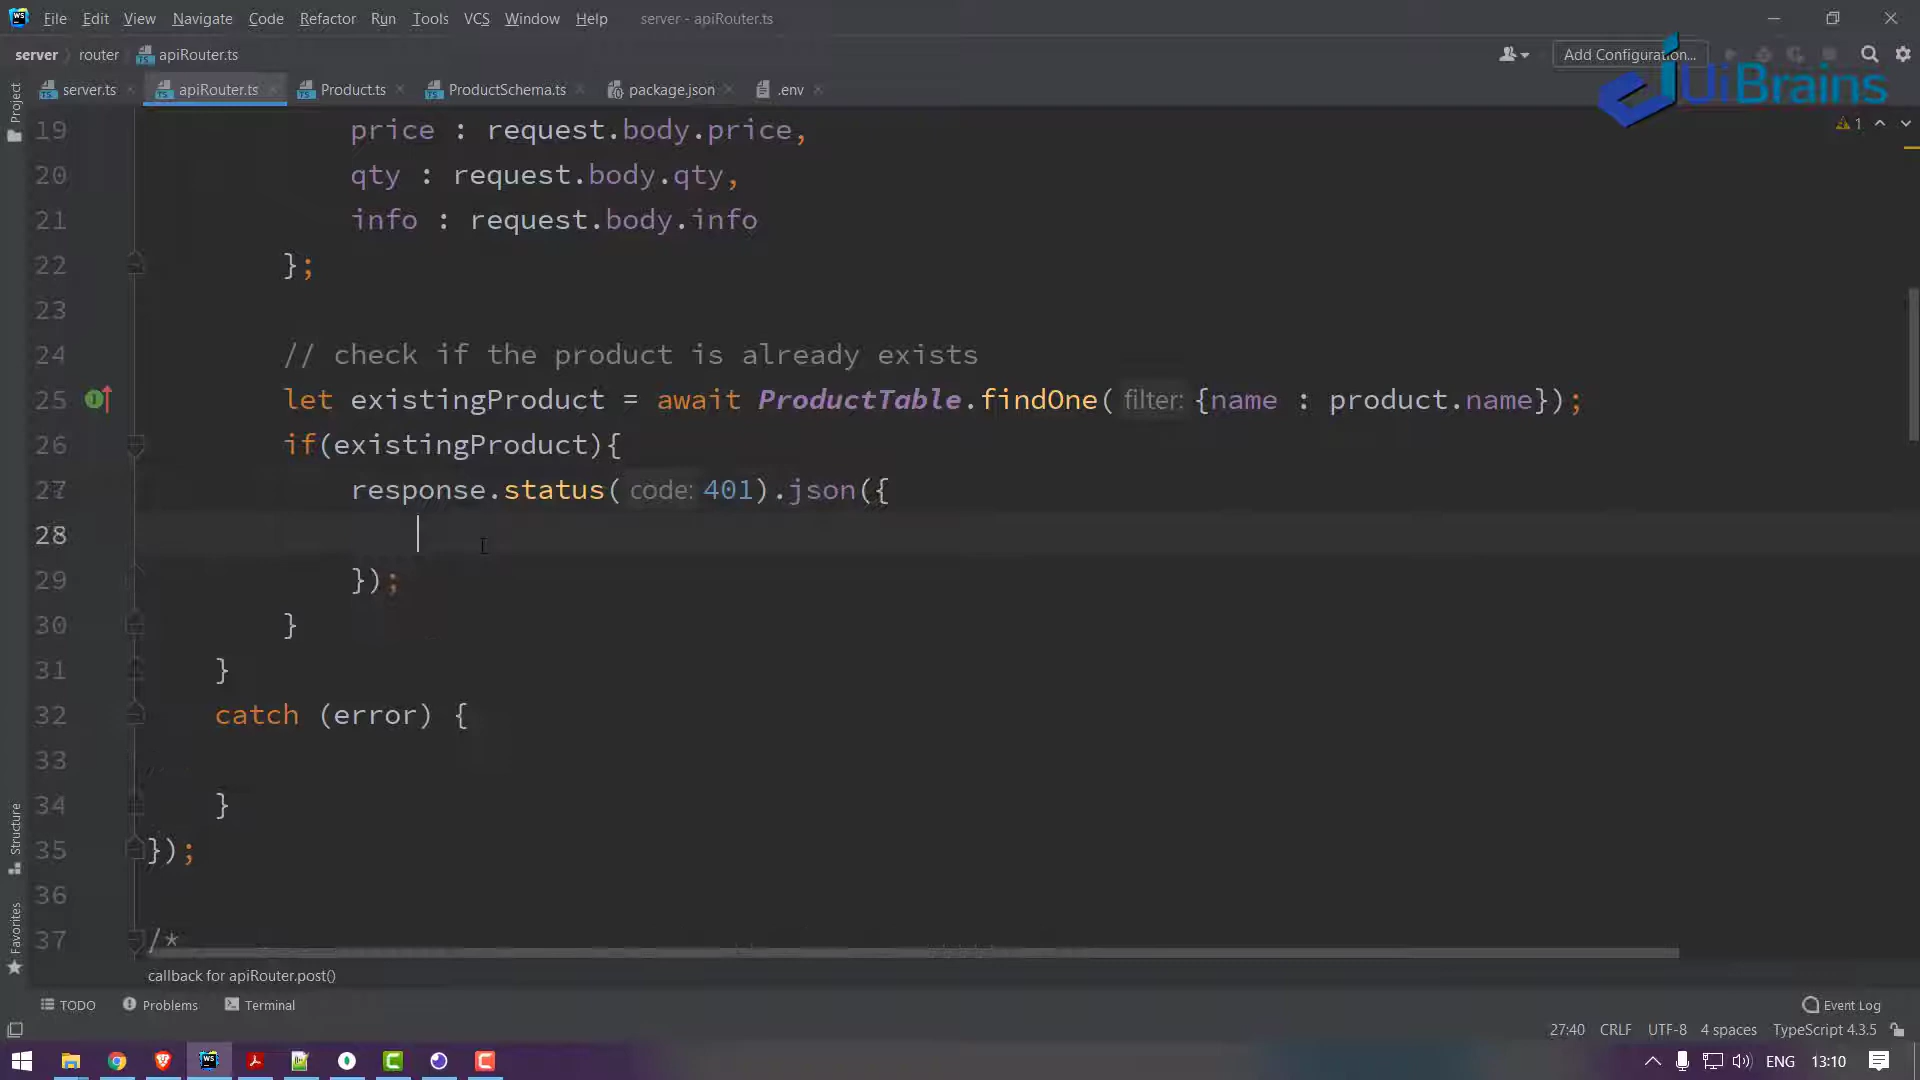 File Edit View Navigate Code Refactor Run Tools VCS Window Help server - apiRouter.ts
server router apiRouter.ts Add Configuration...
UiBrains
server.ts apiRouter.ts Product.ts ProductSchema.ts package.json .env
Project
1
19 price : request.body.price,
20 qty : request.body.qty,
21 info : request.body.info
22 };
23
24 // check if the product is already exists
25 let existingProduct = await ProductTable.findOne( filter: {name : product.name});
26 if(existingProduct){
27 response.status( code: 401).json({
28
29 });
30 }
31 }
32 catch (error) {
33
34 }
35 });
36
37 /*
Structure
Favorites
callback for apiRouter.post()
TODO Problems Terminal Event Log
27:40 CRLF UTF-8 4 spaces TypeScript 4.3.5
WS ENG 13:10